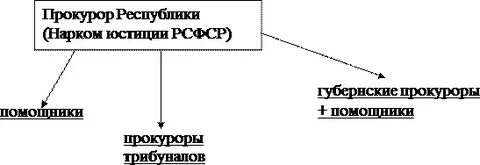 Прокурор Республики
(Нарком юстиции РСФСР)
помощники
прокуроры
трибуналов
губернские прокуроры
+ помощники